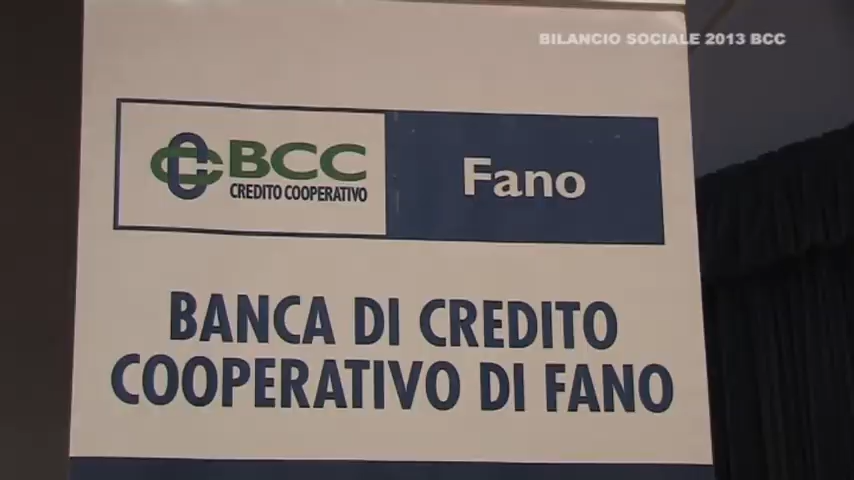 BILANCIO SOCIALE 2013 BCC
BCC
CREDITO COOPERATIVO
Fano
BANCA DI CREDITO
COOPERATIVO DI FANO